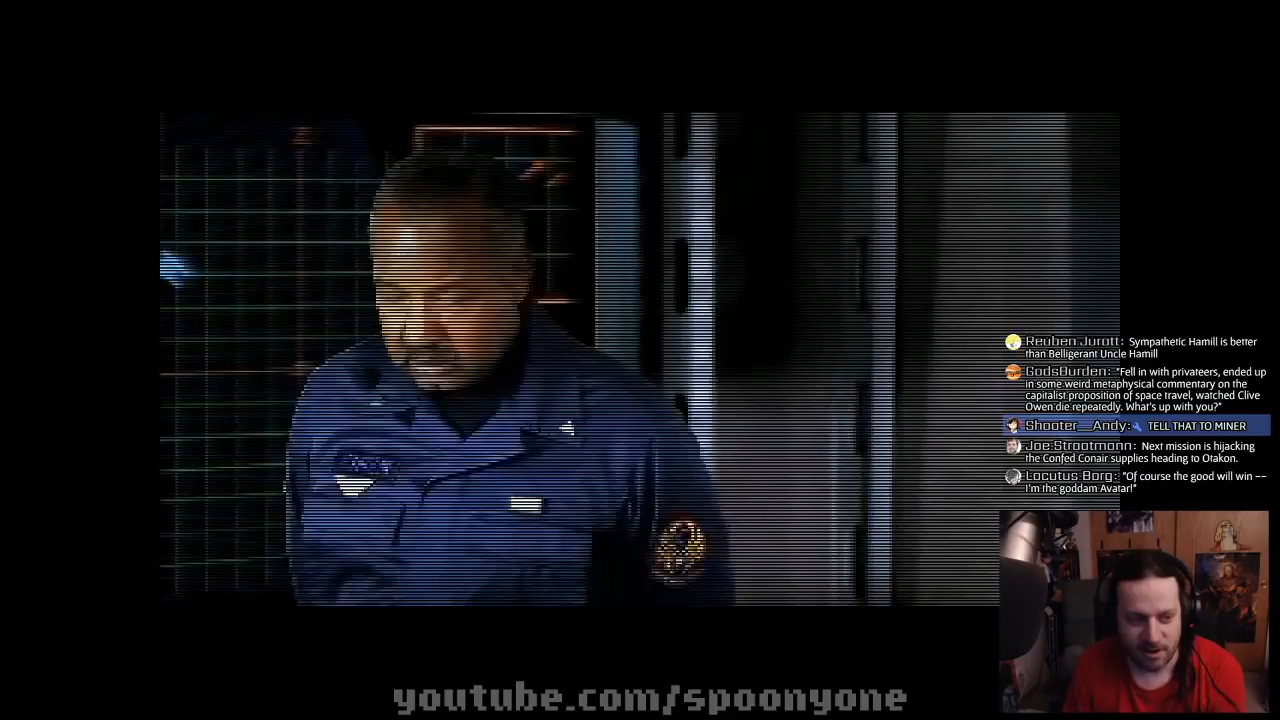 Reuben Jurott: Sympathetic Hamill is better
than Belligerant Uncle Hamill
GodsBurden: "Fell in with privateers, ended up
in some weird metaphysical commentary on the
capitalist proposition of space travel, watched Clive
Owen die repeatedly. What's up with you?"
Shooter__Andy: TELL THAT TO MINER
Joe Strootmann: Next mission is hijacking
the Confed Conair supplies heading to Otakon.
Locutus Borg: "Of course the good will win --
I'm the goddam Avatar!"
youtube.com/spoonyone